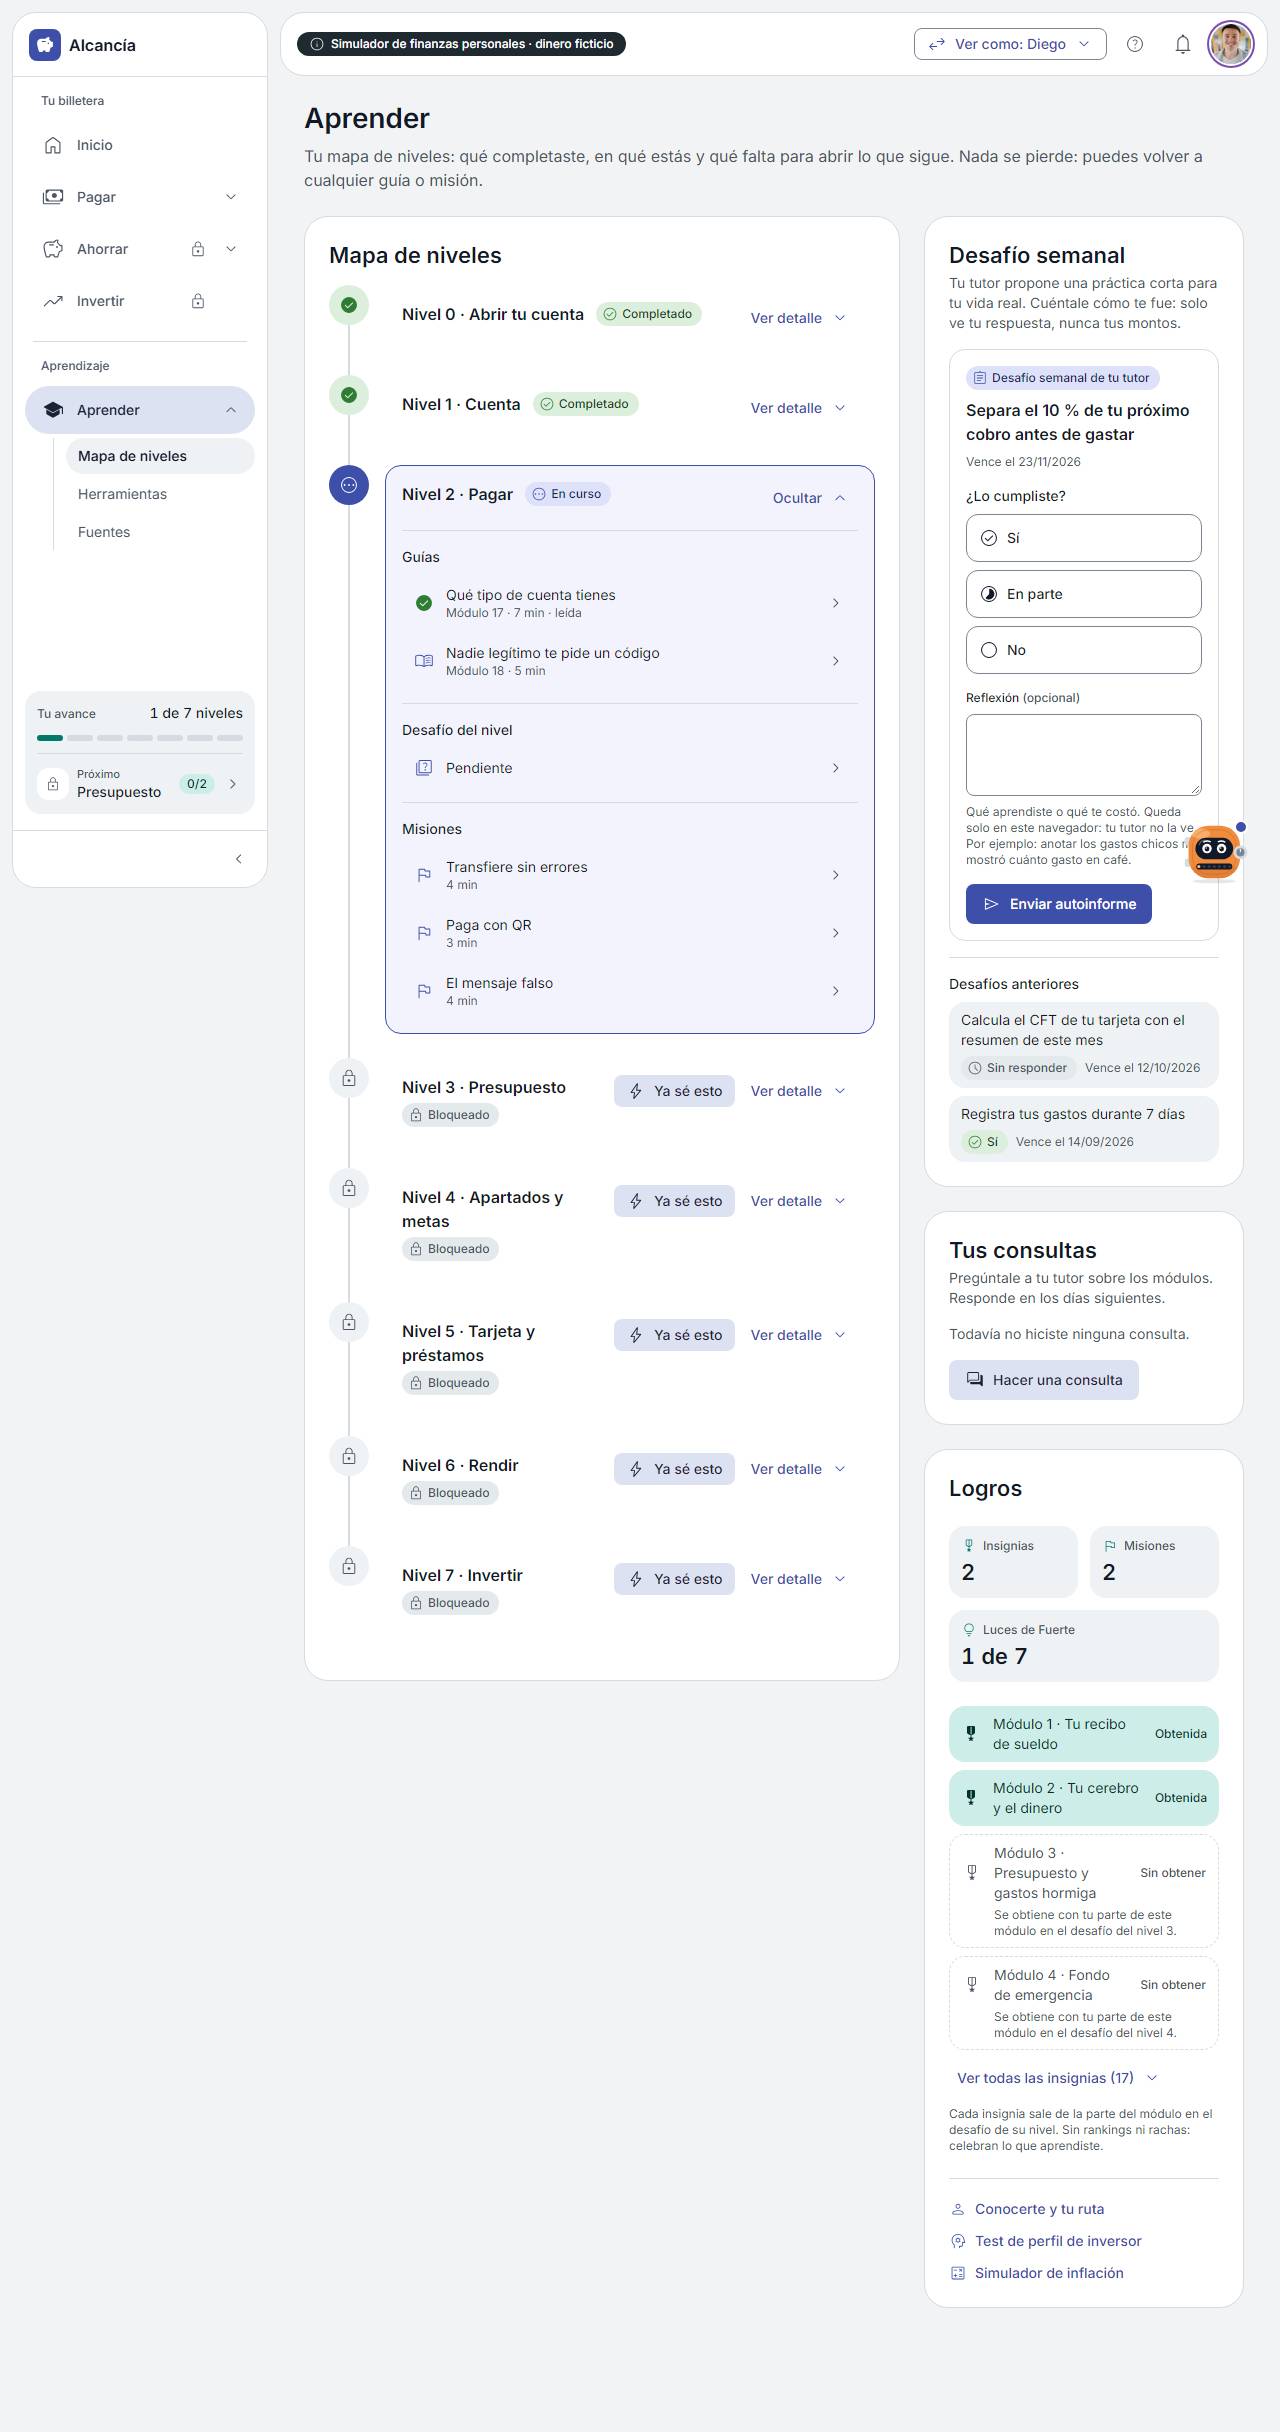 Alcancía
Tu billetera
Inicio
Pagar
Ahorrar
Invertir
Aprendizaje
Aprender
Mapa de niveles
Herramientas
Fuentes
Tu avance
1 de 7 niveles
Próximo
Presupuesto
0/2
Simulador de finanzas personales · dinero ficticio
Ver como: Diego
Aprender
Tu mapa de niveles: qué completaste, en qué estás y qué falta para abrir lo que sigue. Nada se pierde: puedes volver a
cualquier guía o misión.
Mapa de niveles
Nivel 0 · Abrir tu cuenta
Completado
Ver detalle
Nivel 1 · Cuenta
Completado
Ver detalle
Nivel 2 · Pagar
En curso
Ocultar
Guías
Qué tipo de cuenta tienes
Módulo 17 · 7 min · leída
Nadie legítimo te pide un código
Módulo 18 · 5 min
Desafío del nivel
Pendiente
Misiones
Transfiere sin errores
4 min
Paga con QR
3 min
El mensaje falso
4 min
Nivel 3 · Presupuesto
Bloqueado
Ya sé esto
Ver detalle
Nivel 4 · Apartados y
metas
Bloqueado
Ya sé esto
Ver detalle
Nivel 5 · Tarjeta y
préstamos
Bloqueado
Ya sé esto
Ver detalle
Nivel 6 · Rendir
Bloqueado
Ya sé esto
Ver detalle
Nivel 7 · Invertir
Bloqueado
Ya sé esto
Ver detalle
Desafío semanal
Tu tutor propone una práctica corta para
tu vida real. Cuéntale cómo te fue: solo
ve tu respuesta, nunca tus montos.
Desafío semanal de tu tutor
Separa el 10 % de tu próximo
cobro antes de gastar
Vence el 23/11/2026
¿Lo cumpliste?
Sí
En parte
No
Reflexión (opcional)
Qué aprendiste o qué te costó. Queda
solo en este navegador: tu tutor no la ve.
Por ejemplo: anotar los gastos chicos
mostró cuánto gasto en café.
Enviar autoinforme
Desafíos anteriores
Calcula el CFT de tu tarjeta con el
resumen de este mes
Sin responder
Vence el 12/10/2026
Registra tus gastos durante 7 días
Sí
Vence el 14/09/2026
Tus consultas
Pregúntale a tu tutor sobre los módulos.
Responde en los días siguientes.
Todavía no hiciste ninguna consulta.
Hacer una consulta
Logros
Insignias
2
Misiones
2
Luces de Fuerte
1 de 7
Módulo 1 · Tu recibo
de sueldo
Obtenida
Módulo 2 · Tu cerebro
y el dinero
Obtenida
Módulo 3 ·
Presupuesto y
gastos hormiga
Sin obtener
Se obtiene con tu parte de este
módulo en el desafío del nivel 3.
Módulo 4 · Fondo
de emergencia
Sin obtener
Se obtiene con tu parte de este
módulo en el desafío del nivel 4.
Ver todas las insignias (17)
Cada insignia sale de la parte del módulo en el
desafío de su nivel. Sin rankings ni rachas:
celebran lo que aprendiste.
Conocerte y tu ruta
Test de perfil de inversor
Simulador de inflación